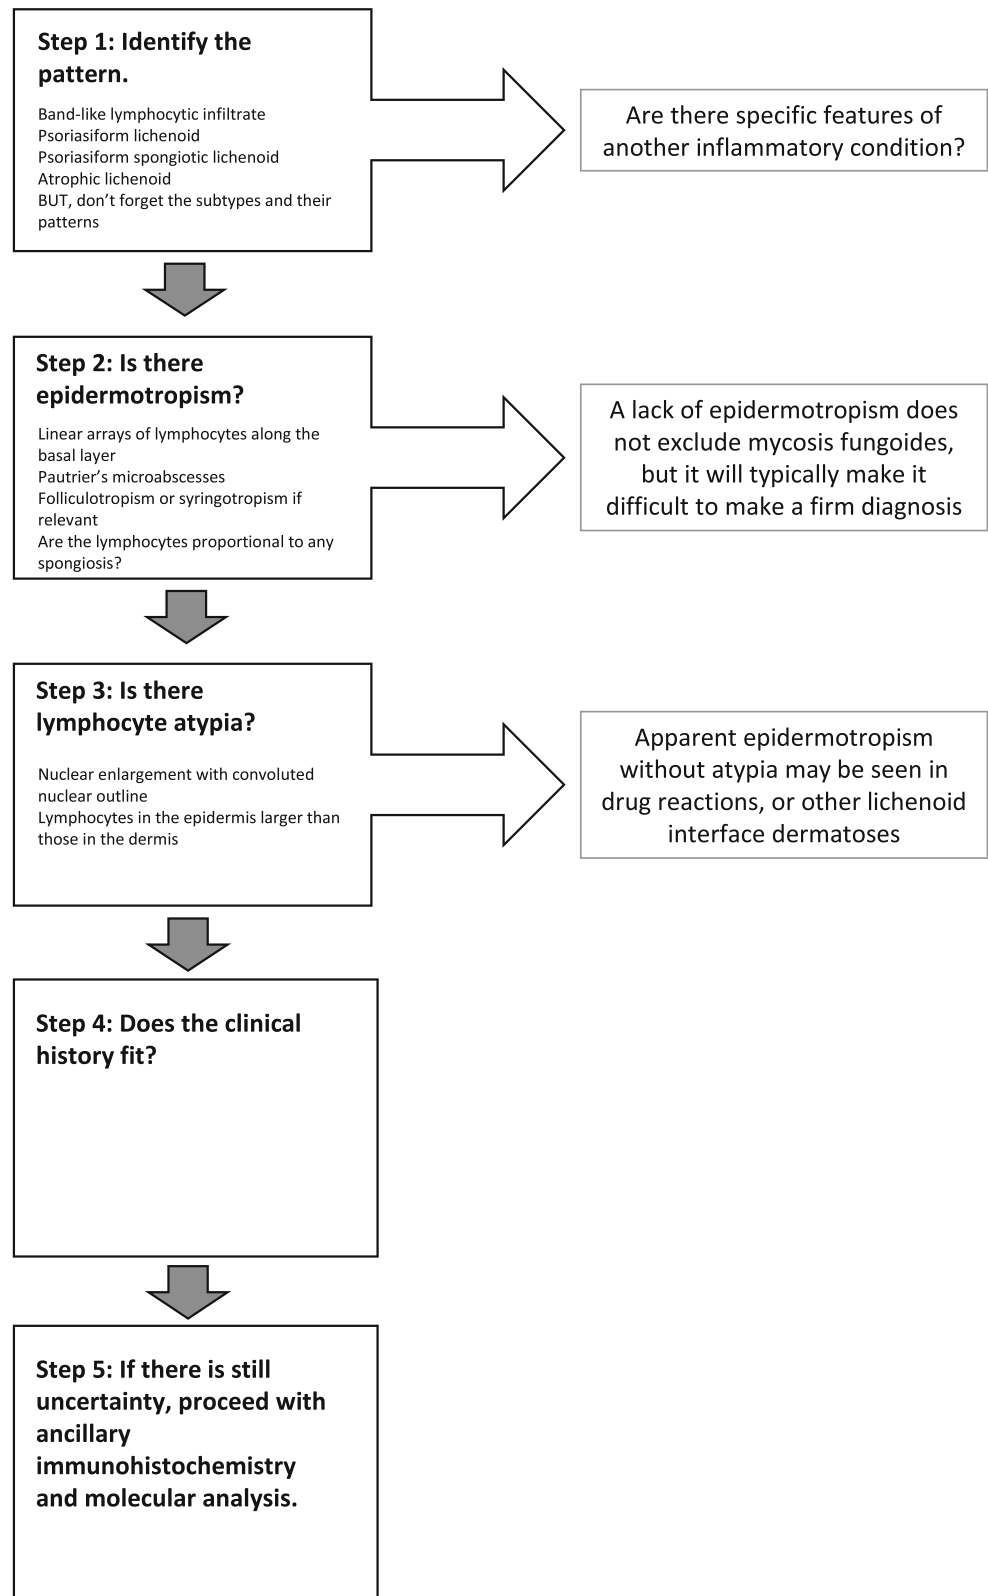 Step 1: Identify the
pattern.
Band-like lymphocytic infiltrate
Psoriasiform lichenoid
Psoriasiform spongiotic lichenoid
Atrophic lichenoid
BUT, don’t forget the subtypes and their
patterns
Are there specific features of
another inflammatory condition?
Step 2: Is there
epidermotropism?
Linear arrays of lymphocytes along the
basal layer
Pautrier’s microabscesses
Folliculotropism or syringotropism if
relevant
Are the lymphocytes proportional to any
spongiosis?
A lack of epidermotropism does
not exclude mycosis fungoides,
but it will typically make it
difficult to make a firm diagnosis
Step 3: Is there
lymphocyte atypia?
Nuclear enlargement with convoluted
nuclear outline
Lymphocytes in the epidermis larger than
those in the dermis
Apparent epidermotropism
without atypia may be seen in
drug reactions, or other lichenoid
interface dermatoses
Step 4: Does the clinical
history fit?
Step 5: If there is still
uncertainty, proceed with
ancillary
immunohistochemistry
and molecular analysis.